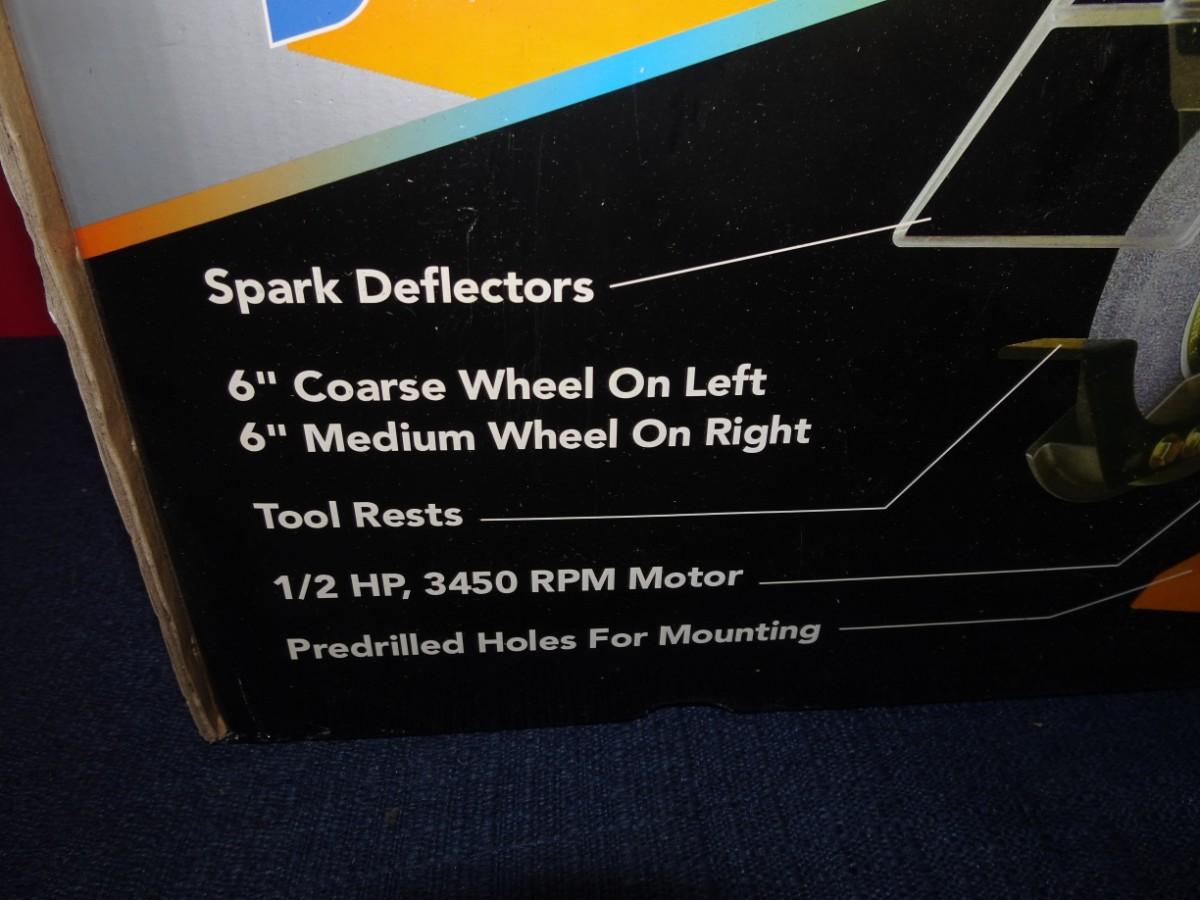 Spark Deflectors
6" Coarse Wheel On Left
6" Medium Wheel On Right
Tool Rests
1/2 HP, 3450 RPM Motor
Predrilled Holes For Mounting